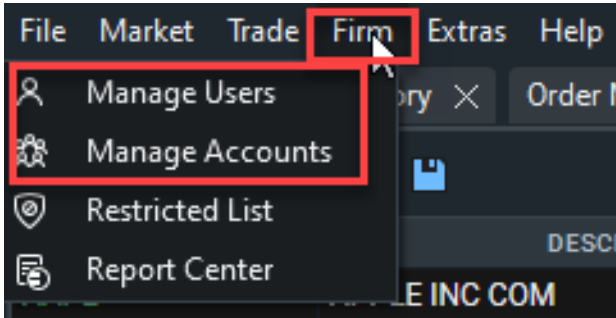 File Market Trade Firm Extras Help
Manage Users
ory Order
Manage Accounts
Restricted List
DESC
Report Center
INC COM